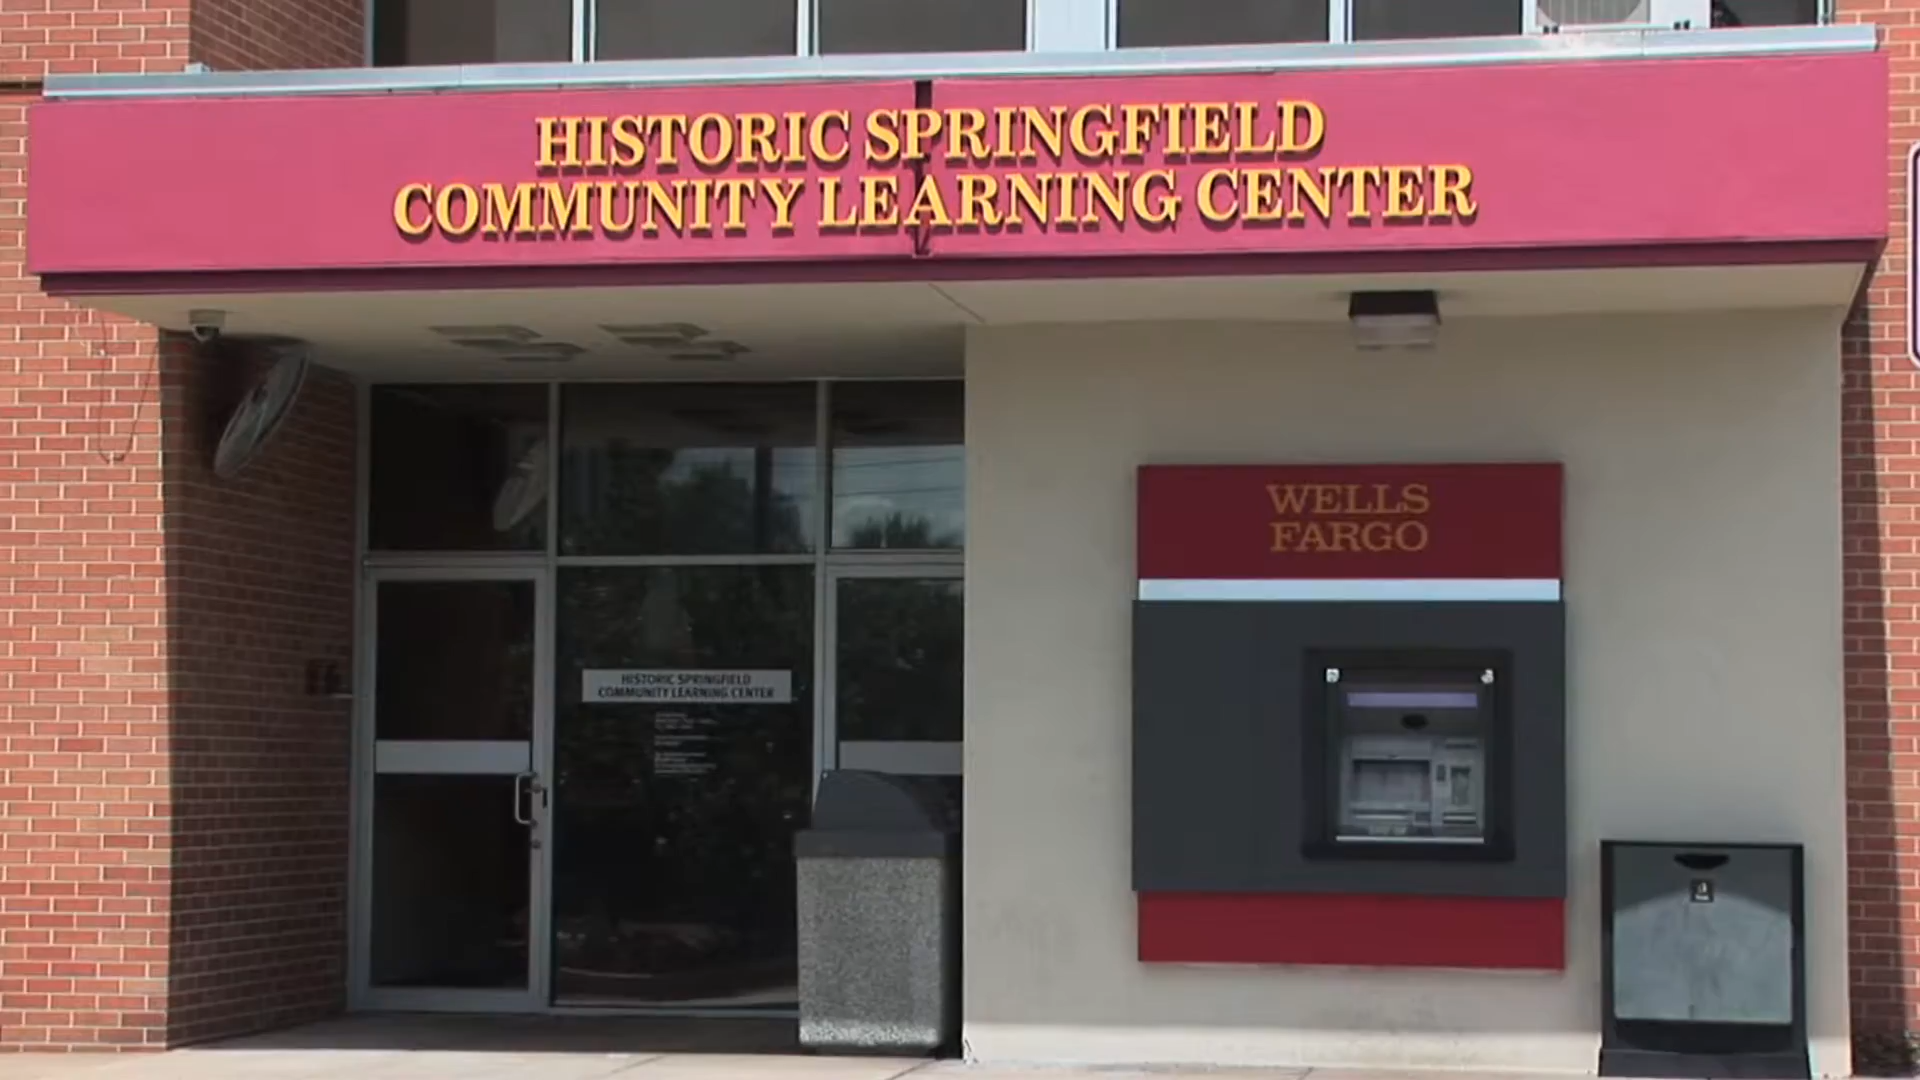 HISTORIC SPRINGFIELD
COMMUNITY LEARNING CENTER
WELLS
FARGO
HISTORIC SPRINGFIELD
COMMUNITY LEARNING CENTER